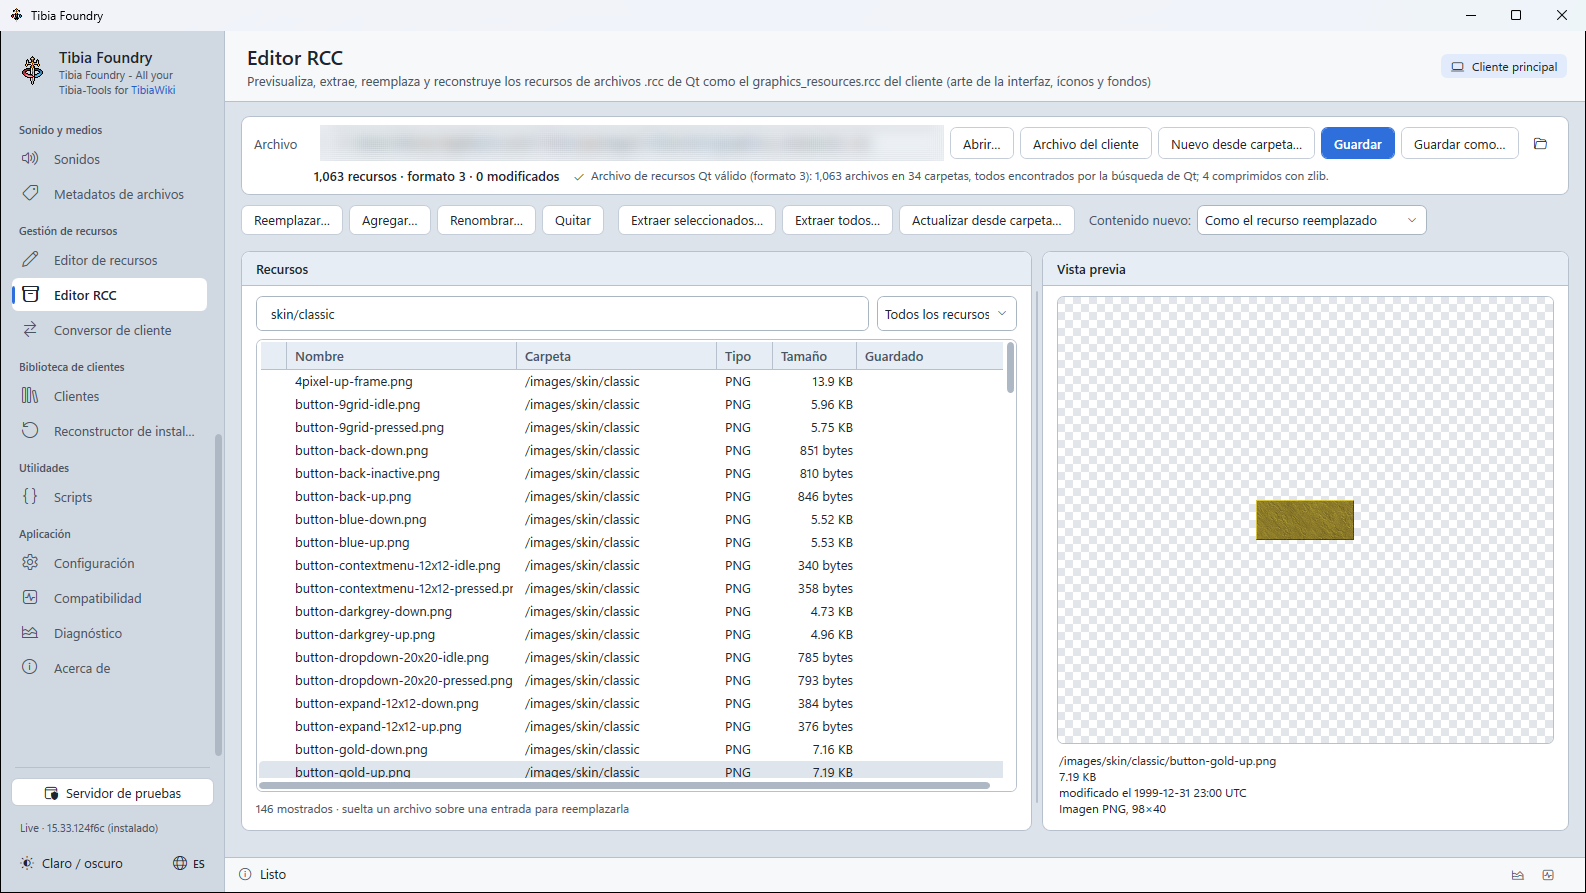 Tibia Foundry
Tibia Foundry
Tibia Foundry - All your
Tibia-Tools for TibiaWiki
Sonido y medios
Sonidos
Metadatos de archivos
Gestión de recursos
Editor de recursos
Editor RCC
Conversor de cliente
Biblioteca de clientes
Clientes
Reconstructor de instal...
Utilidades
Scripts
Aplicación
Configuración
Compatibilidad
Diagnóstico
Acerca de
Servidor de pruebas
Live · 15.33.124f6c (instalado)
Claro / oscuro ES
Editor RCC
Previsualiza, extrae, reemplaza y reconstruye los recursos de archivos .rcc de Qt como el graphics_resources.rcc del cliente (arte de la interfaz, íconos y fondos)
Cliente principal
Archivo Abrir... Archivo del cliente Nuevo desde carpeta... Guardar Guardar como...
1,063 recursos · formato 3 · 0 modificados Archivo de recursos Qt válido (formato 3): 1,063 archivos en 34 carpetas, todos encontrados por la búsqueda de Qt; 4 comprimidos con zlib.
Reemplazar... Agregar... Renombrar... Quitar Extraer seleccionados... Extraer todos... Actualizar desde carpeta... Contenido nuevo: Como el recurso reemplazado
Recursos
skin/classic Todos los recursos
Nombre Carpeta Tipo Tamaño Guardado
4pixel-up-frame.png /images/skin/classic PNG 13.9 KB
button-9grid-idle.png /images/skin/classic PNG 5.96 KB
button-9grid-pressed.png /images/skin/classic PNG 5.75 KB
button-back-down.png /images/skin/classic PNG 851 bytes
button-back-inactive.png /images/skin/classic PNG 810 bytes
button-back-up.png /images/skin/classic PNG 846 bytes
button-blue-down.png /images/skin/classic PNG 5.52 KB
button-blue-up.png /images/skin/classic PNG 5.53 KB
button-contextmenu-12x12-idle.png /images/skin/classic PNG 340 bytes
button-contextmenu-12x12-pressed.pr /images/skin/classic PNG 358 bytes
button-darkgrey-down.png /images/skin/classic PNG 4.73 KB
button-darkgrey-up.png /images/skin/classic PNG 4.96 KB
button-dropdown-20x20-idle.png /images/skin/classic PNG 785 bytes
button-dropdown-20x20-pressed.png /images/skin/classic PNG 793 bytes
button-expand-12x12-down.png /images/skin/classic PNG 384 bytes
button-expand-12x12-up.png /images/skin/classic PNG 376 bytes
button-gold-down.png /images/skin/classic PNG 7.16 KB
button-gold-up.png /images/skin/classic PNG 7.19 KB
146 mostrados · suelta un archivo sobre una entrada para reemplazarla
Vista previa
/images/skin/classic/button-gold-up.png
7.19 KB
modificado el 1999-12-31 23:00 UTC
Imagen PNG, 98×40
Listo